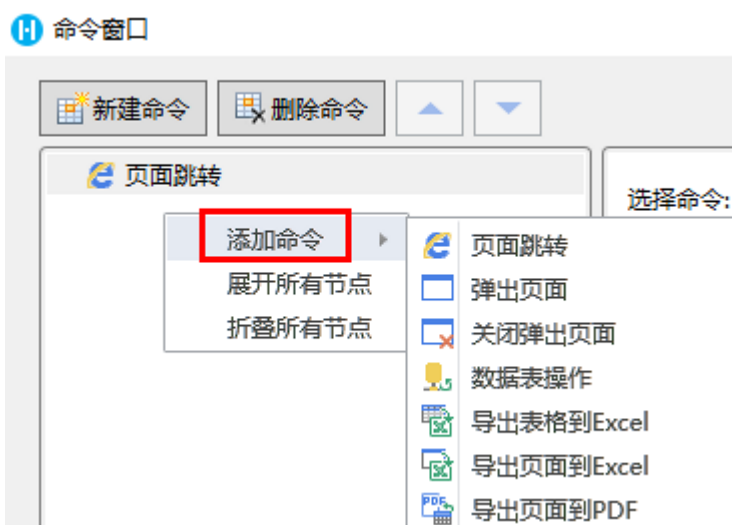 命令窗口
新建命令 删除命令
页面跳转
选择命令:
添加命令
展开所有节点
折叠所有节点
页面跳转
弹出页面
关闭弹出页面
数据表操作
导出表格到Excel
导出页面到Excel
导出页面到PDF